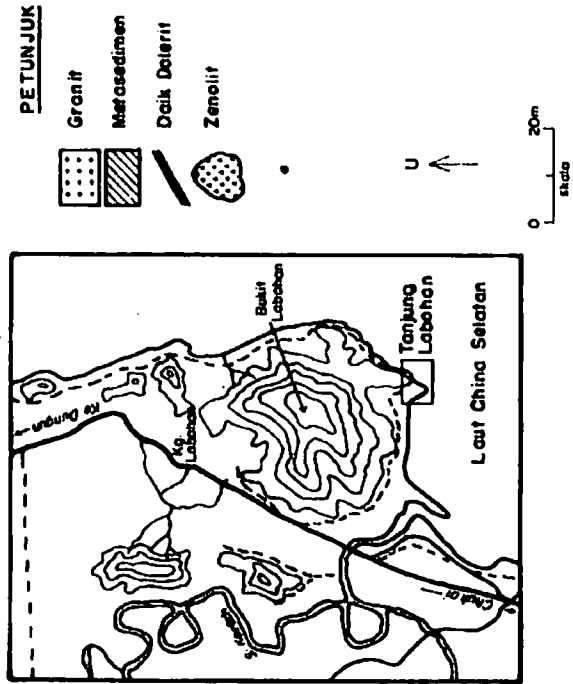 PETUNJUK
Granit
Metasedimen
Daik Dolerit
Zenolit
U
0 20m
skala
Ke Dungun
Kg. Labohan
Bukit
Labohan
Tanjung
Labohan
Laut China Selatan